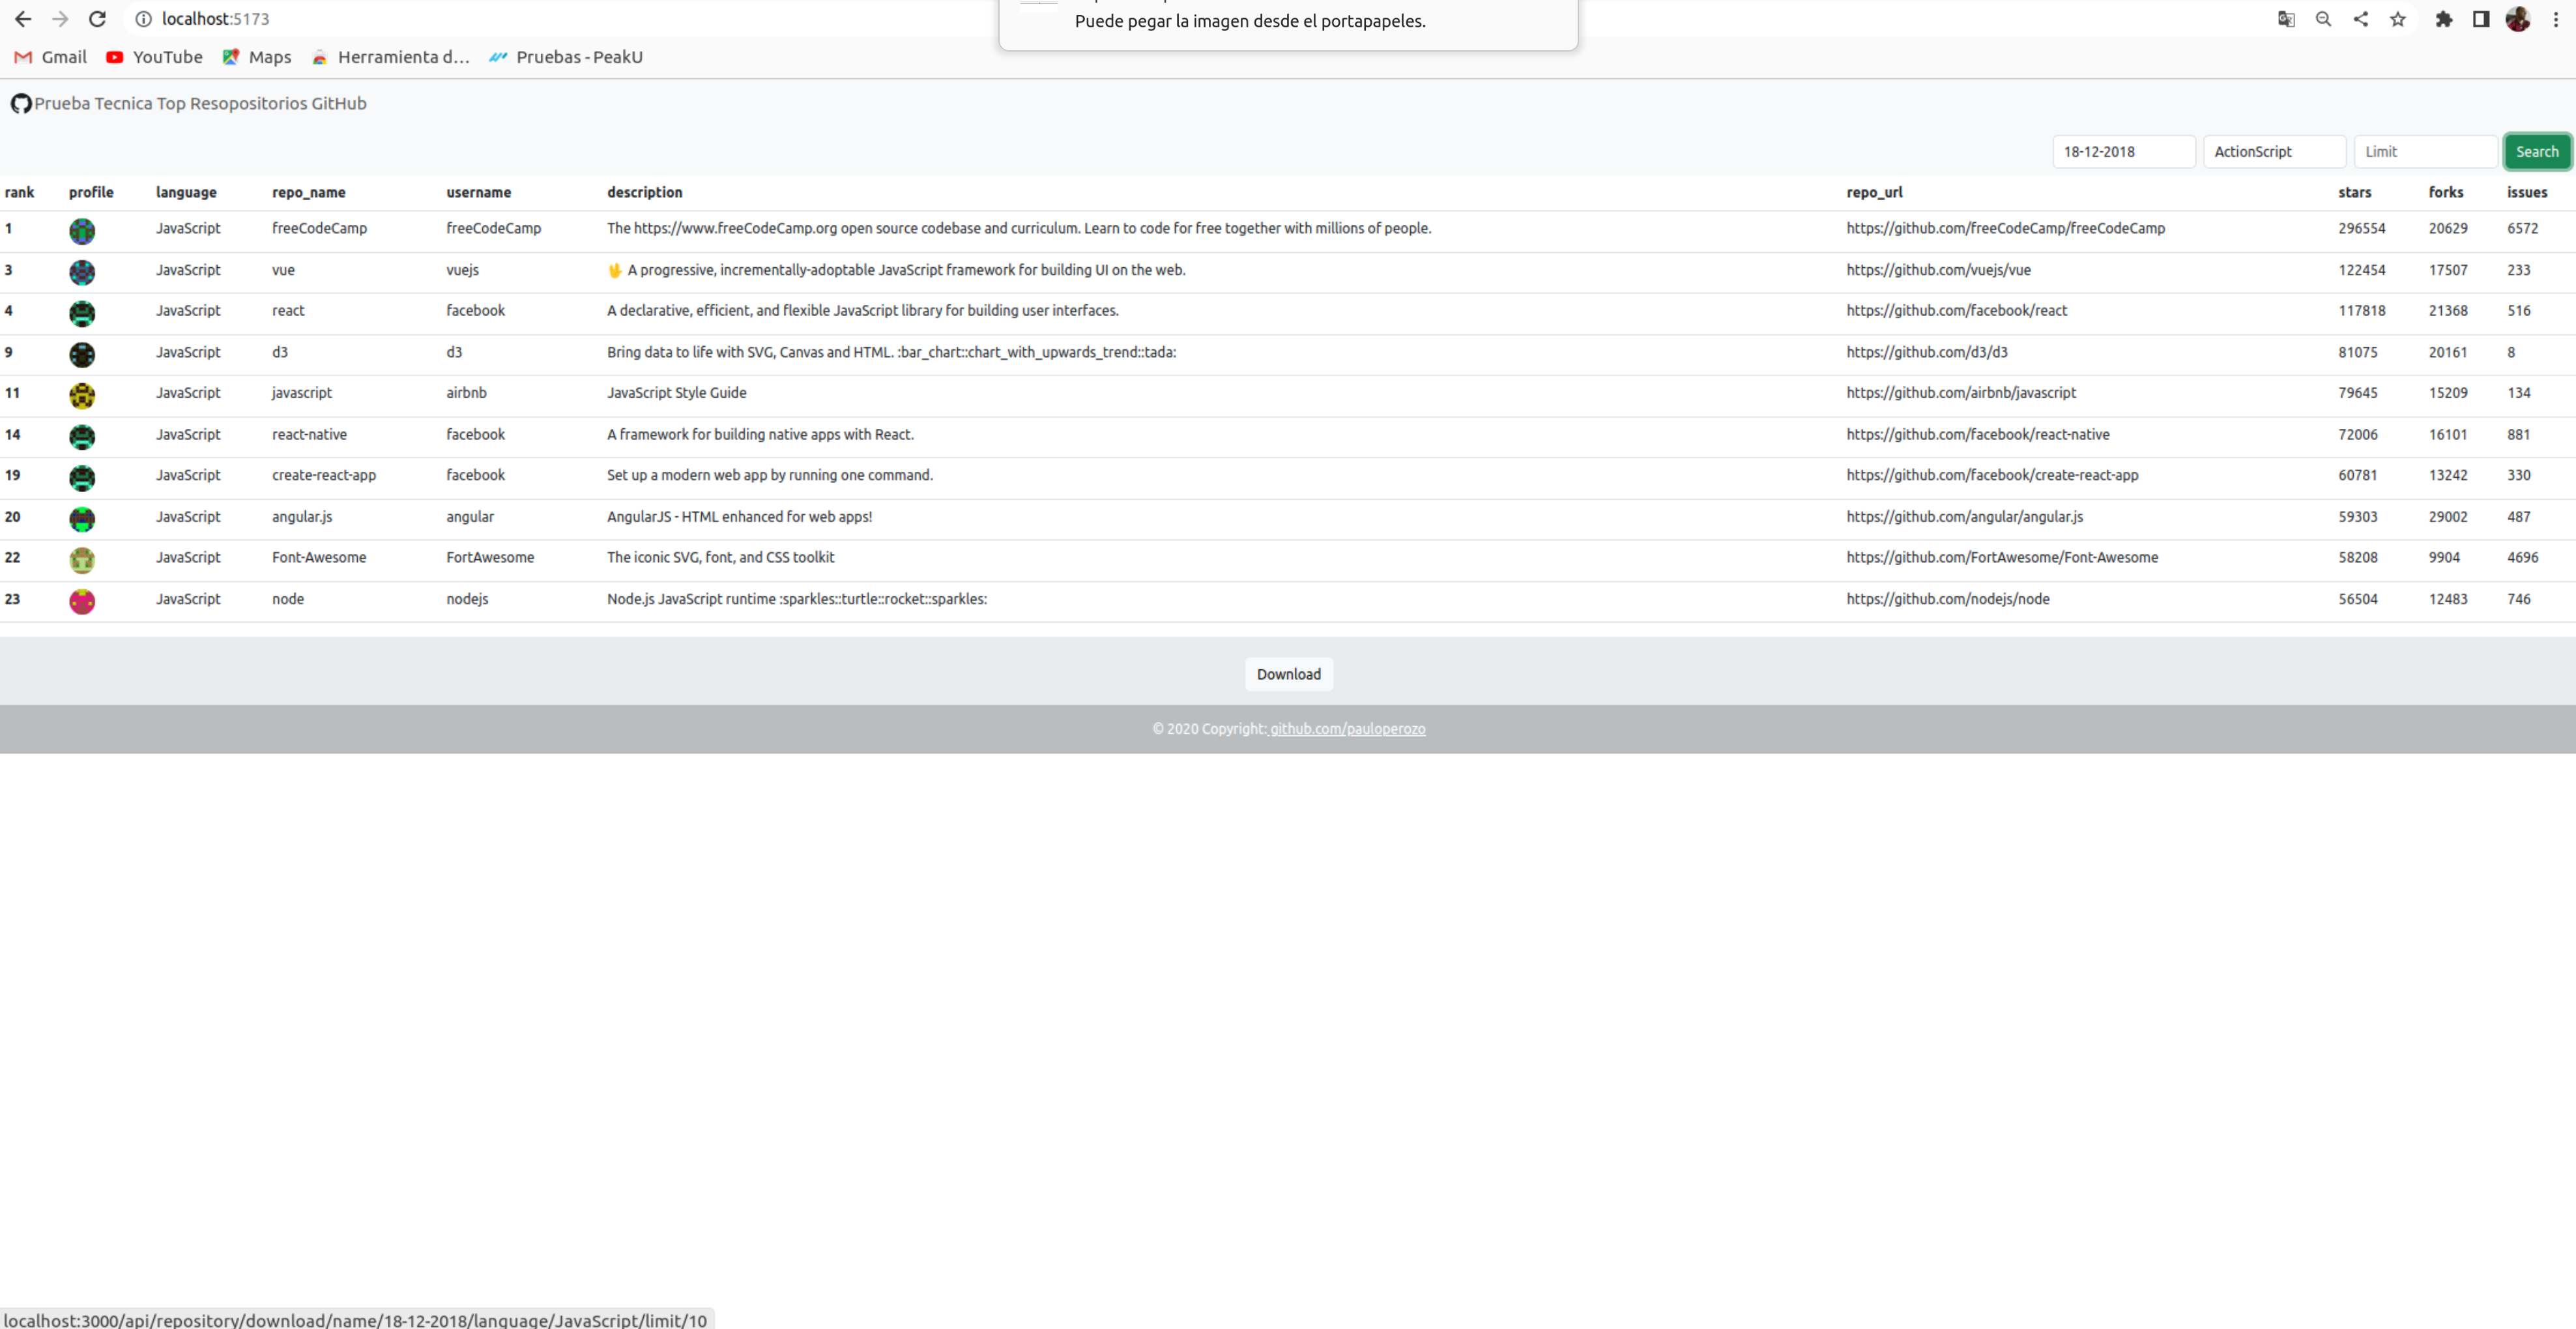 localhost:5173
Puede pegar la imagen desde el portapapeles.
Gmail YouTube Maps Herramienta d... Pruebas - PeakU
Prueba Tecnica Top Resopositorios GitHub
18-12-2018 ActionScript Limit Search
rank profile language repo_name username description repo_url stars forks issues
1 JavaScript freeCodeCamp freeCodeCamp The https://www.freeCodeCamp.org open source codebase and curriculum. Learn to code for free together with millions of people. https://github.com/freeCodeCamp/freeCodeCamp 296554 20629 6572
3 JavaScript vue vuejs 🖖 A progressive, incrementally-adoptable JavaScript framework for building UI on the web. https://github.com/vuejs/vue 122454 17507 233
4 JavaScript react facebook A declarative, efficient, and flexible JavaScript library for building user interfaces. https://github.com/facebook/react 117818 21368 516
9 JavaScript d3 d3 Bring data to life with SVG, Canvas and HTML. :bar_chart::chart_with_upwards_trend::tada: https://github.com/d3/d3 81075 20161 8
11 JavaScript javascript airbnb JavaScript Style Guide https://github.com/airbnb/javascript 79645 15209 134
14 JavaScript react-native facebook A framework for building native apps with React. https://github.com/facebook/react-native 72006 16101 881
19 JavaScript create-react-app facebook Set up a modern web app by running one command. https://github.com/facebook/create-react-app 60781 13242 330
20 JavaScript angular.js angular AngularJS - HTML enhanced for web apps! https://github.com/angular/angular.js 59303 29002 487
22 JavaScript Font-Awesome FortAwesome The iconic SVG, font, and CSS toolkit https://github.com/FortAwesome/Font-Awesome 58208 9904 4696
23 JavaScript node nodejs Node.js JavaScript runtime :sparkles::turtle::rocket::sparkles: https://github.com/nodejs/node 56504 12483 746
Download
© 2020 Copyright: github.com/pauloperozo
localhost:3000/api/repository/download/name/18-12-2018/language/JavaScript/limit/10